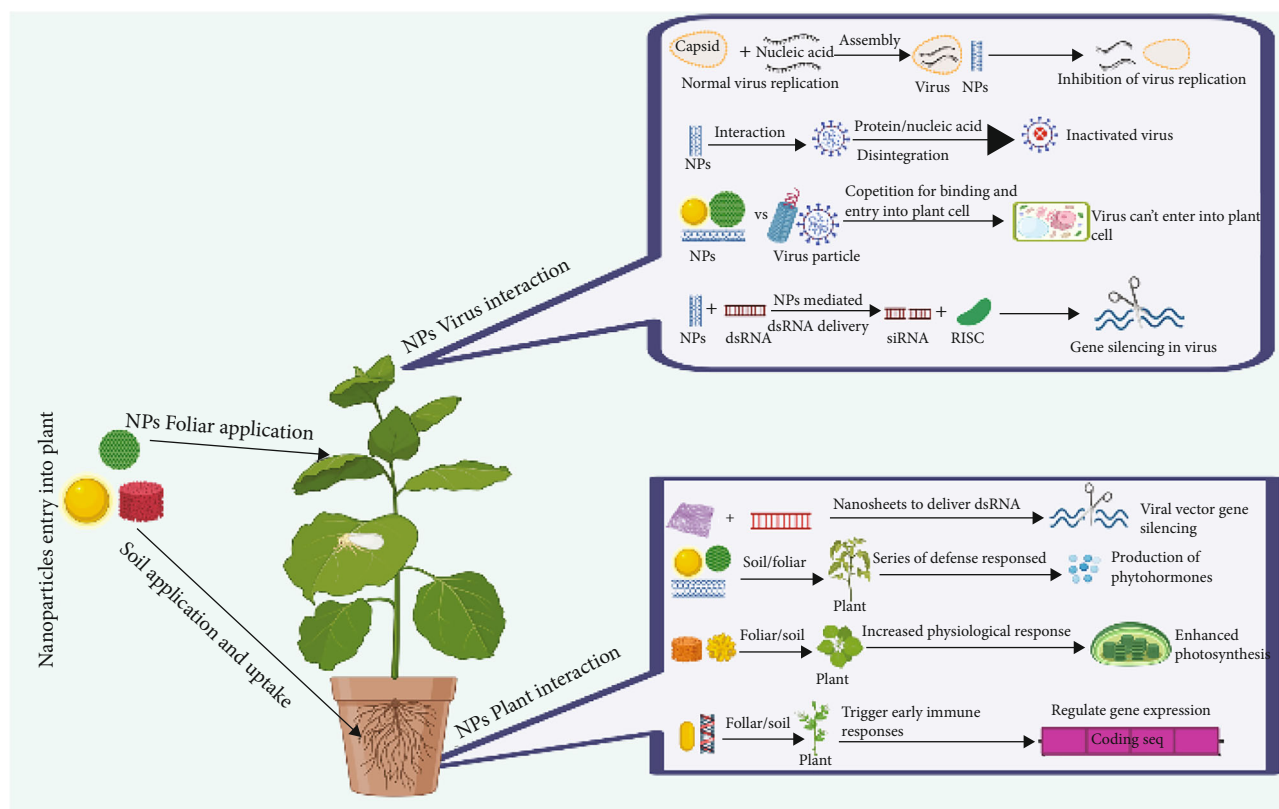 Nanoparticles entry into plant
NPs Foliar application
Soil application and uptake
NPs Virus interaction
NPs Plant interaction
Capsid
+
Nucleic acid
Assembly
Normal virus replication
Virus
NPs
Inhibition of virus replication
Interaction
NPs
Protein/nucleic acid
Disintegration
Inactivated virus
vs
NPs
Virus particle
Copetition for binding and
entry into plant cell
Virus can't enter into plant
cell
+
NPs
dsRNA
NPs mediated
dsRNA delivery
+
siRNA
RISC
Gene silencing in virus
+
Nanosheets to deliver dsRNA
Viral vector gene
silencing
Soil/foliar
Plant
Series of defense responsed
Production of
phytohormones
Foliar/soil
Plant
Increased physiological response
Enhanced
photosynthesis
Follar/soil
Plant
Trigger early immune
responses
Regulate gene expression
Coding seq